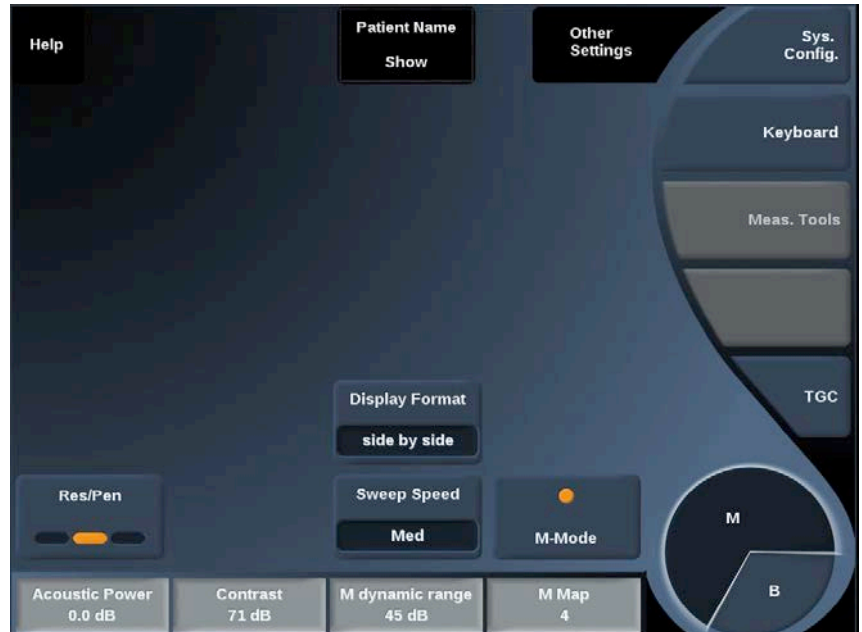 Help
Patient Name
Show
Other
Settings
Sys.
Config.
Keyboard
Meas. Tools
TGC
Display Format
side by side
Res/Pen
Sweep Speed
Med
M-Mode
M
B
Acoustic Power
0.0 dB
Contrast
71 dB
M dynamic range
45 dB
M Map
4